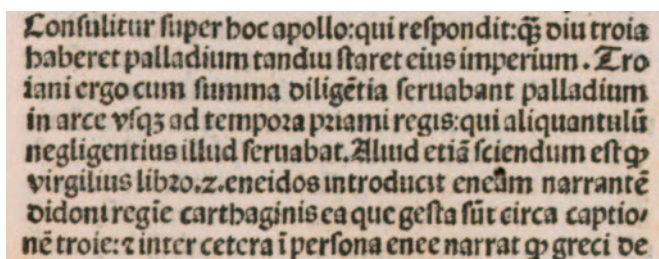 Conſulitur ſuper hoc apollo:qui reſpondit:ꝙ̃ diu troia
haberet palladium tandiu ſtaret eius imperium. Tro
iani ergo cum ſumma diligẽtia ſeruabant palladium
in arce vſqꝫ ad tempoꝛa pꝛiami regis:qui aliquantulũ
negligentius illud ſeruabat. Aliud etiã ſciendum eſt ꝙ
virgilius libꝛo.2.eneidos introducit eneam narrantẽ
didoni regie carthaginis ea que geſta ſũt circa captio/
nẽ troie:⁊ inter cetera ĩ perſona enee narrat ꝙ greci de